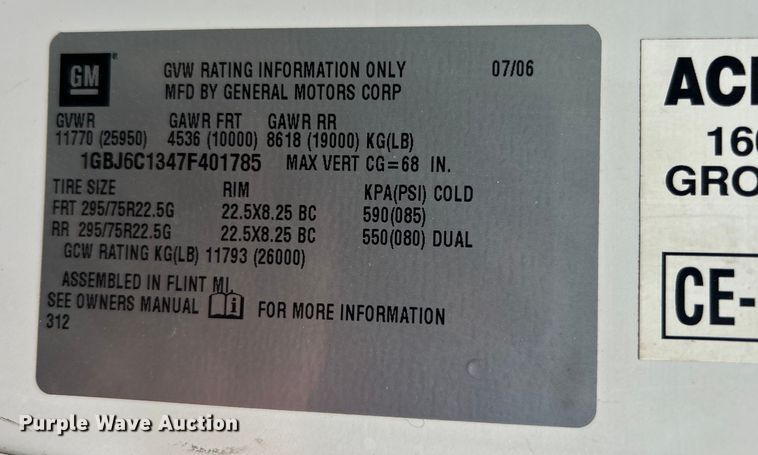 GM
GVW RATING INFORMATION ONLY 07/06
MFD BY GENERAL MOTORS CORP
GVWR GAWR FRT GAWR RR
11770 (25950) 4536 (10000) 8618 (19000) KG(LB)
1GBJ6C1347F401785 MAX VERT CG=68 IN.
TIRE SIZE RIM KPA(PSI) COLD
FRT 295/75R22.5G 22.5X8.25 BC 590(085)
RR 295/75R22.5G 22.5X8.25 BC 550(080) DUAL
GCW RATING KG(LB) 11793 (26000)
ASSEMBLED IN FLINT MI.
SEE OWNERS MANUAL i FOR MORE INFORMATION
312
160
GRO
CE-
Purple Wave Auction